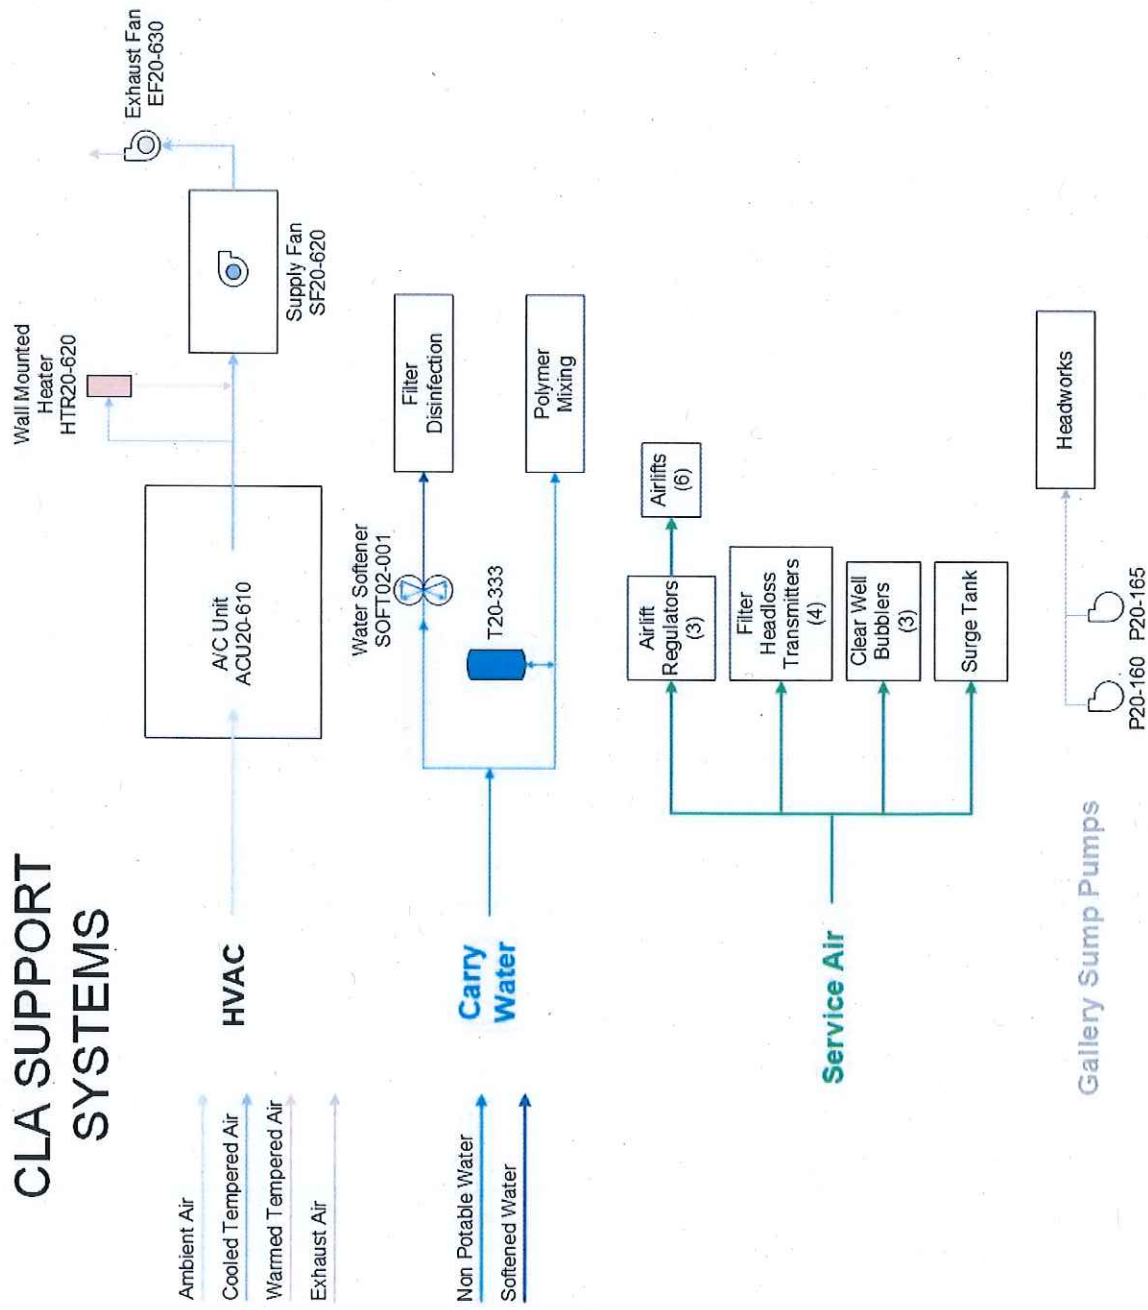 CLA SUPPORT
SYSTEMS
Ambient Air
Cooled Tempered Air
Warmed Tempered Air
Exhaust Air
HVAC
A/C Unit
ACU20-610
Wall Mounted
Heater
HTR20-620
Supply Fan
SF20-620
Exhaust Fan
EF20-630
Non Potable Water
Softened Water
Carry
Water
Water Softener
SOFT02-001
T20-333
Filter
Disinfection
Polymer
Mixing
Service Air
Airlift
Regulators
(3)
Airlifts
(6)
Filter
Headloss
Transmitters
(4)
Clear Well
Bubblers
(3)
Surge Tank
Gallery Sump Pumps
P20-160
P20-165
Headworks